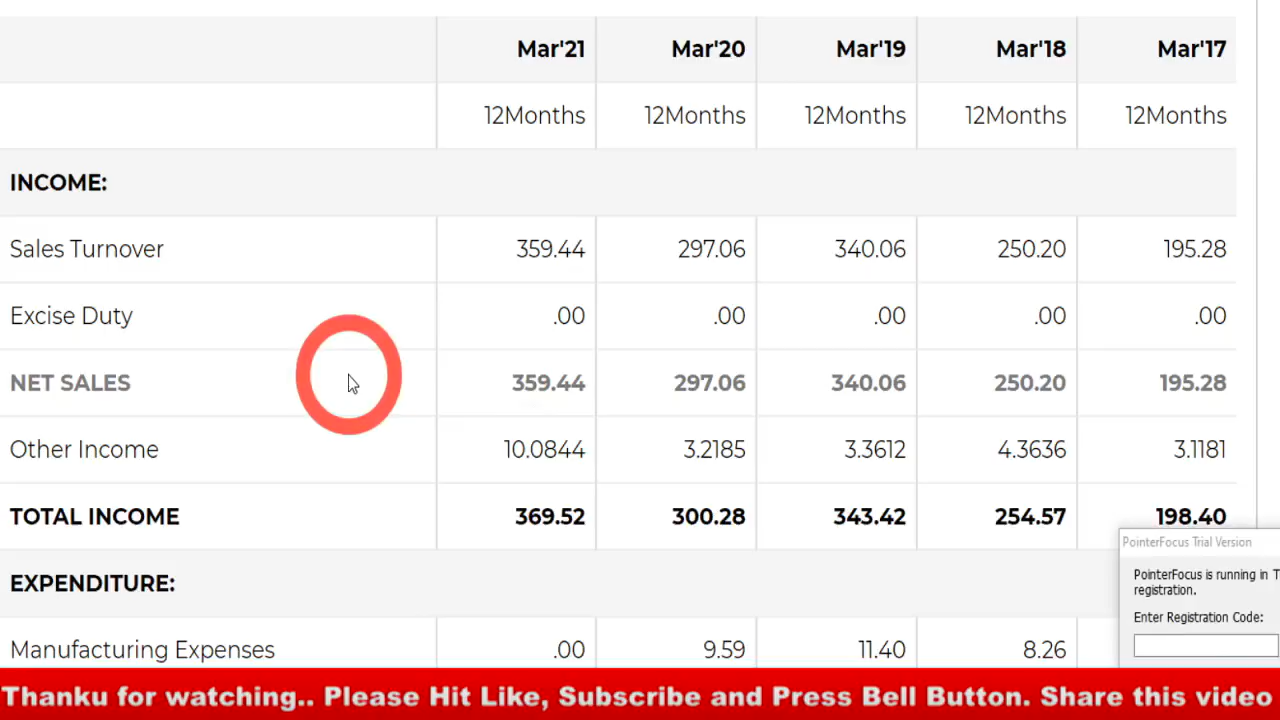 Mar'21 Mar'20 Mar'19 Mar'18 Mar'17
12Months 12Months 12Months 12Months 12Months
INCOME:
Sales Turnover 359.44 297.06 340.06 250.20 195.28
Excise Duty .00 .00 .00 .00 .00
NET SALES 359.44 297.06 340.06 250.20 195.28
Other Income 10.0844 3.2185 3.3612 4.3636 3.1181
TOTAL INCOME 369.52 300.28 343.42 254.57 198.40
EXPENDITURE:
Manufacturing Expenses .00 9.59 11.40 8.26
PointerFocus Trial Version
PointerFocus is running in T
registration.
Enter Registration Code:
Thanku for watching.. Please Hit Like, Subscribe and Press Bell Button. Share this video